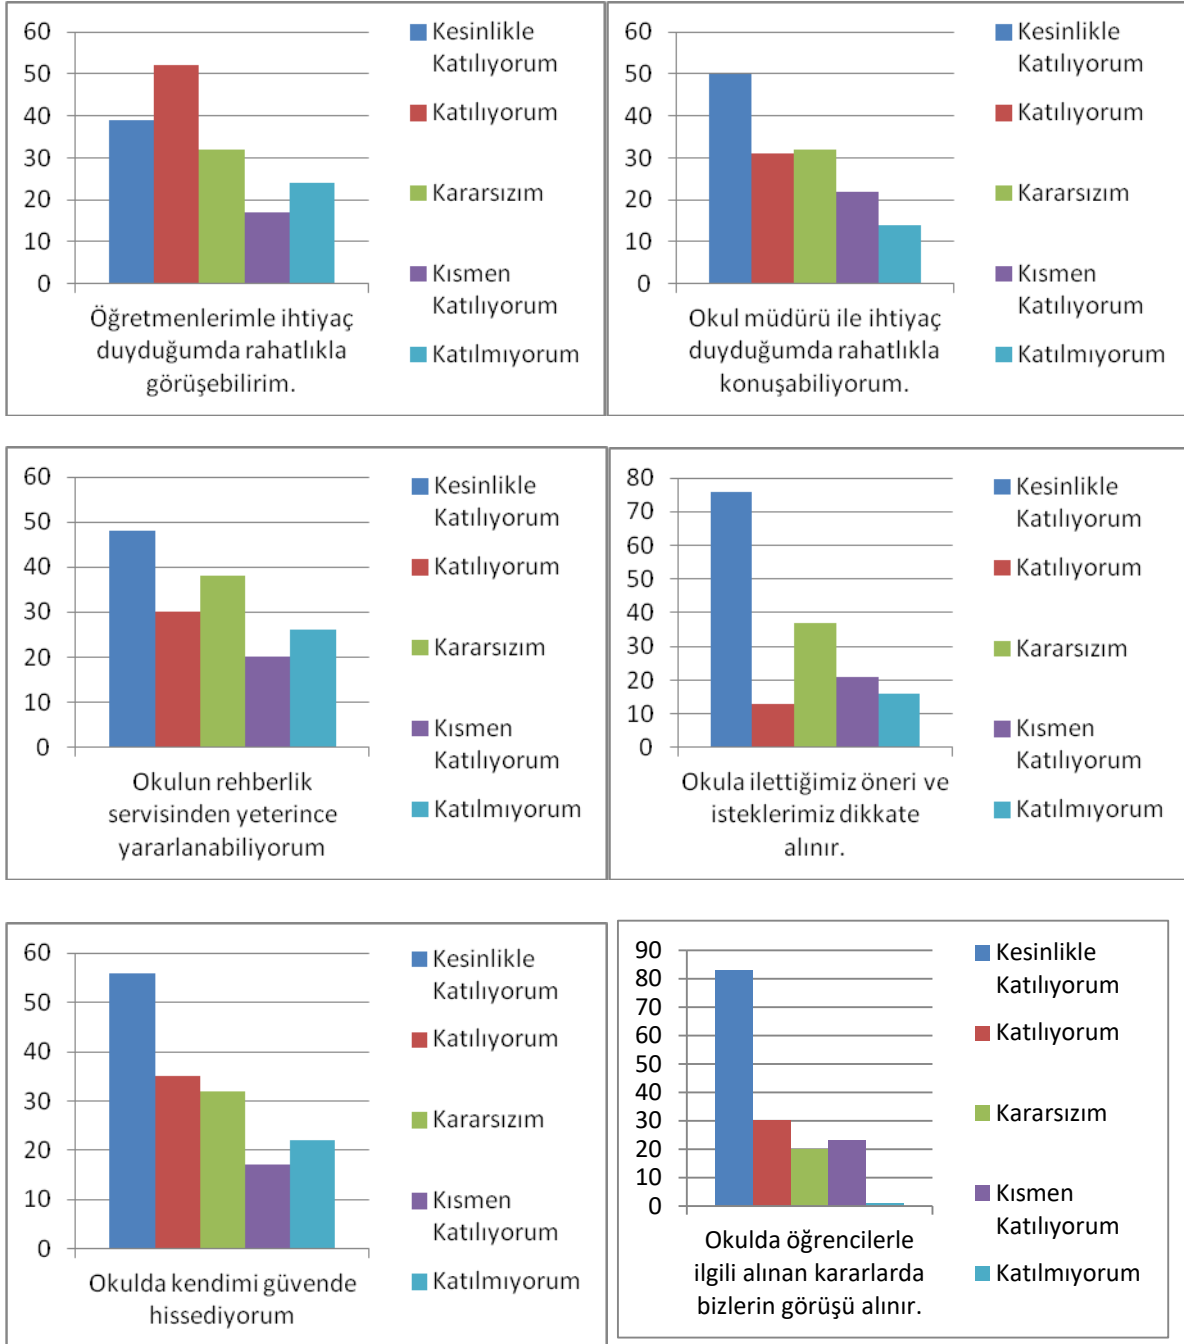 60
50
40
30
20
10
0
Kesinlikle
Katılıyorum
Katılıyorum
Kararsızım
Kısmen
Katılıyorum
Katılmıyorum
Öğretmenlerimle ihtiyaç
duyduğumda rahatlıkla
görüşebilirim.
60
50
40
30
20
10
0
Kesinlikle
Katılıyorum
Katılıyorum
Kararsızım
Kısmen
Katılıyorum
Katılmıyorum
Okul müdürü ile ihtiyaç
duyduğumda rahatlıkla
konuşabiliyorum.
60
50
40
30
20
10
0
Kesinlikle
Katılıyorum
Katılıyorum
Kararsızım
Kısmen
Katılıyorum
Katılmıyorum
Okulun rehberlik
servisinden yeterince
yararlanabiliyorum
80
70
60
50
40
30
20
10
0
Kesinlikle
Katılıyorum
Katılıyorum
Kararsızım
Kısmen
Katılıyorum
Katılmıyorum
Okula ilettiğimiz öneri ve
isteklerimiz dikkate
alınır.
60
50
40
30
20
10
0
Kesinlikle
Katılıyorum
Katılıyorum
Kararsızım
Kısmen
Katılıyorum
Katılmıyorum
Okulda kendimi güvende
hissediyorum
90
80
70
60
50
40
30
20
10
0
Kesinlikle
Katılıyorum
Katılıyorum
Kararsızım
Kısmen
Katılıyorum
Katılmıyorum
Okulda öğrencilerle
ilgili alınan kararlarda
bizlerin görüşü alınır.